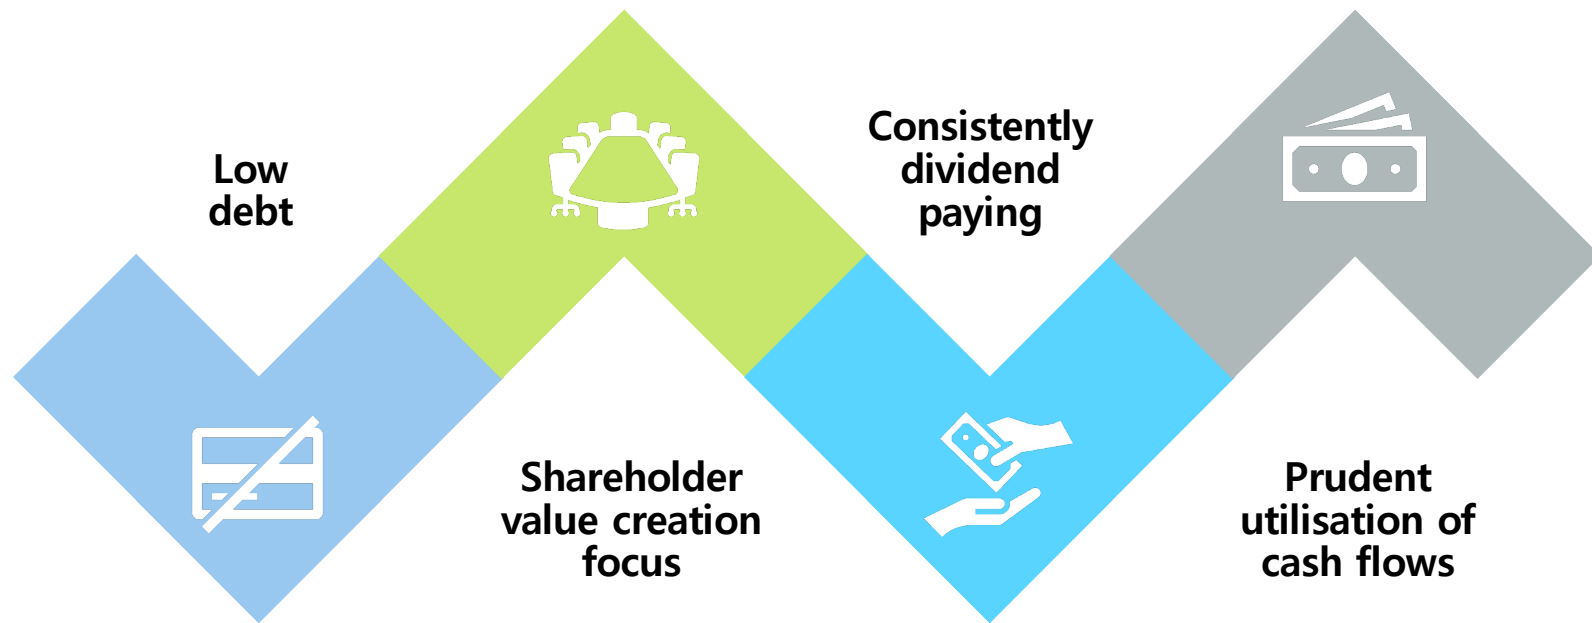 Low
debt
Shareholder
value creation
focus
Consistently
dividend
paying
Prudent
utilisation of
cash flows